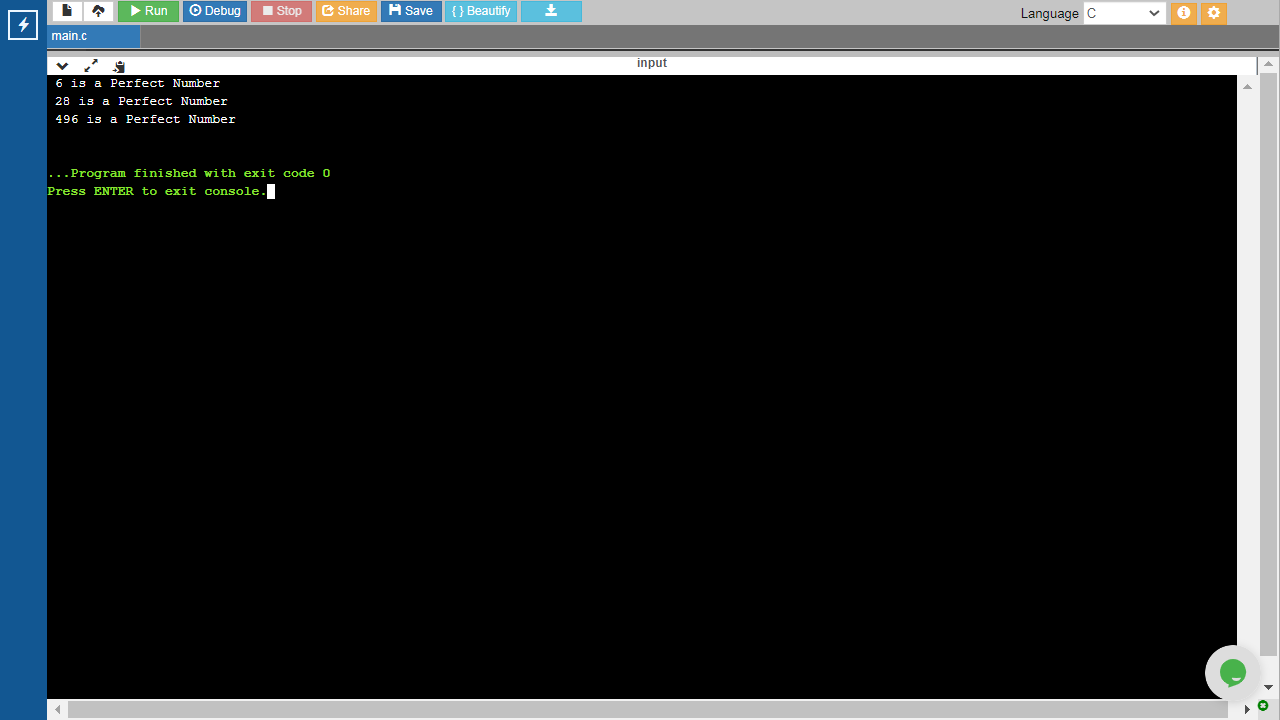 Run Debug Stop Share Save { } Beautify
Language C
main.c
input
6 is a Perfect Number
28 is a Perfect Number
496 is a Perfect Number
...Program finished with exit code 0
Press ENTER to exit console.